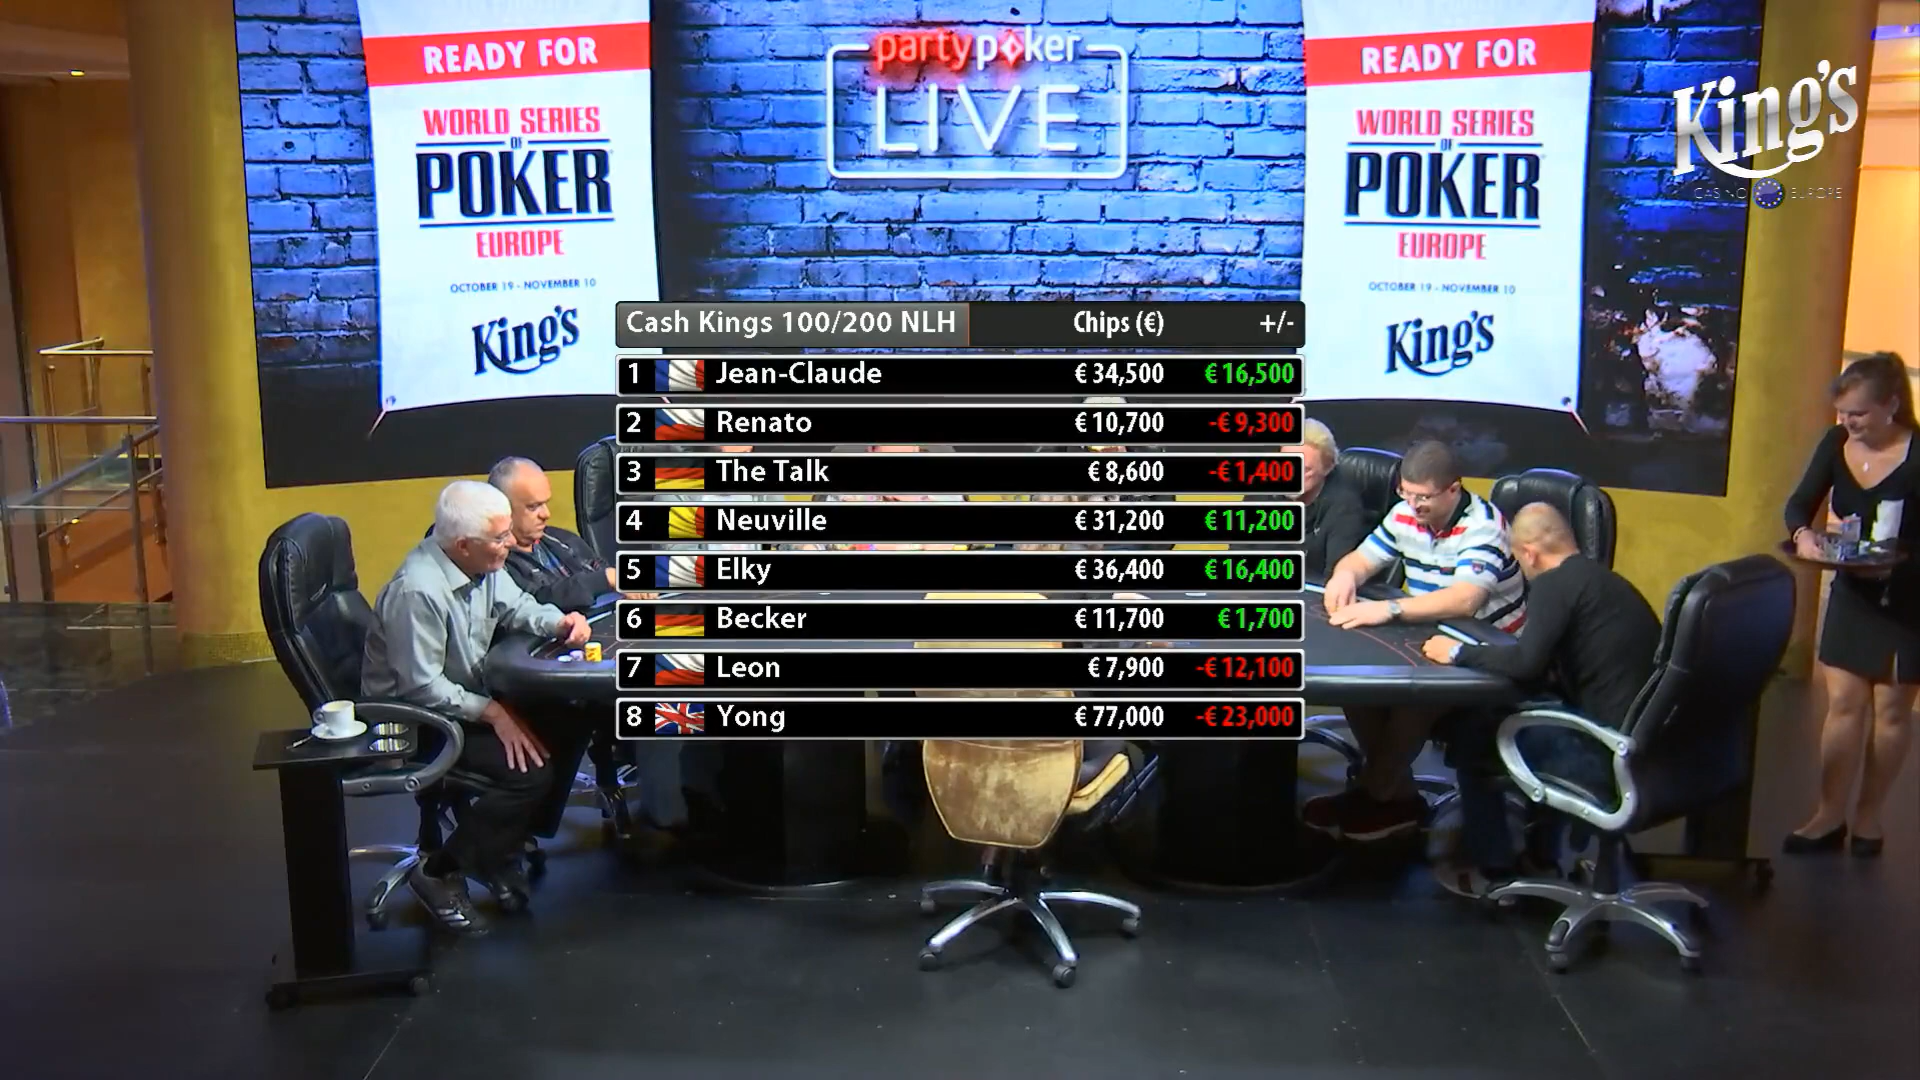 READY FOR
WORLD SERIES
OF
POKER
EUROPE
OCTOBER 19 - NOVEMBER 10
King's
partypoker
LIVE
READY FOR
WORLD SERIES
OF
POKER
EUROPE
OCTOBER 19 - NOVEMBER 10
King's
King's
CASINO EUROPE
Cash Kings 100/200 NLH Chips (€) +/-
1 Jean-Claude € 34,500 € 16,500
2 Renato € 10,700 -€ 9,300
3 The Talk € 8,600 -€ 1,400
4 Neuville € 31,200 € 11,200
5 Elky € 36,400 € 16,400
6 Becker € 11,700 € 1,700
7 Leon € 7,900 -€ 12,100
8 Yong € 77,000 -€ 23,000